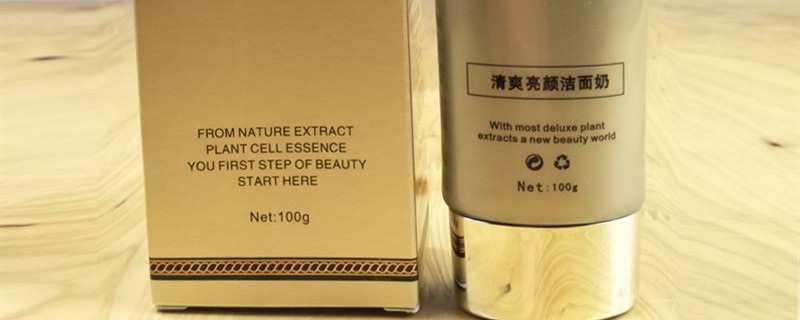 FROM NATURE EXTRACT
PLANT CELL ESSENCE
YOU FIRST STEP OF BEAUTY
START HERE
Net:100g
清爽亮颜洁面奶
With most deluxe plant
extracts a new beauty world
Net:100g